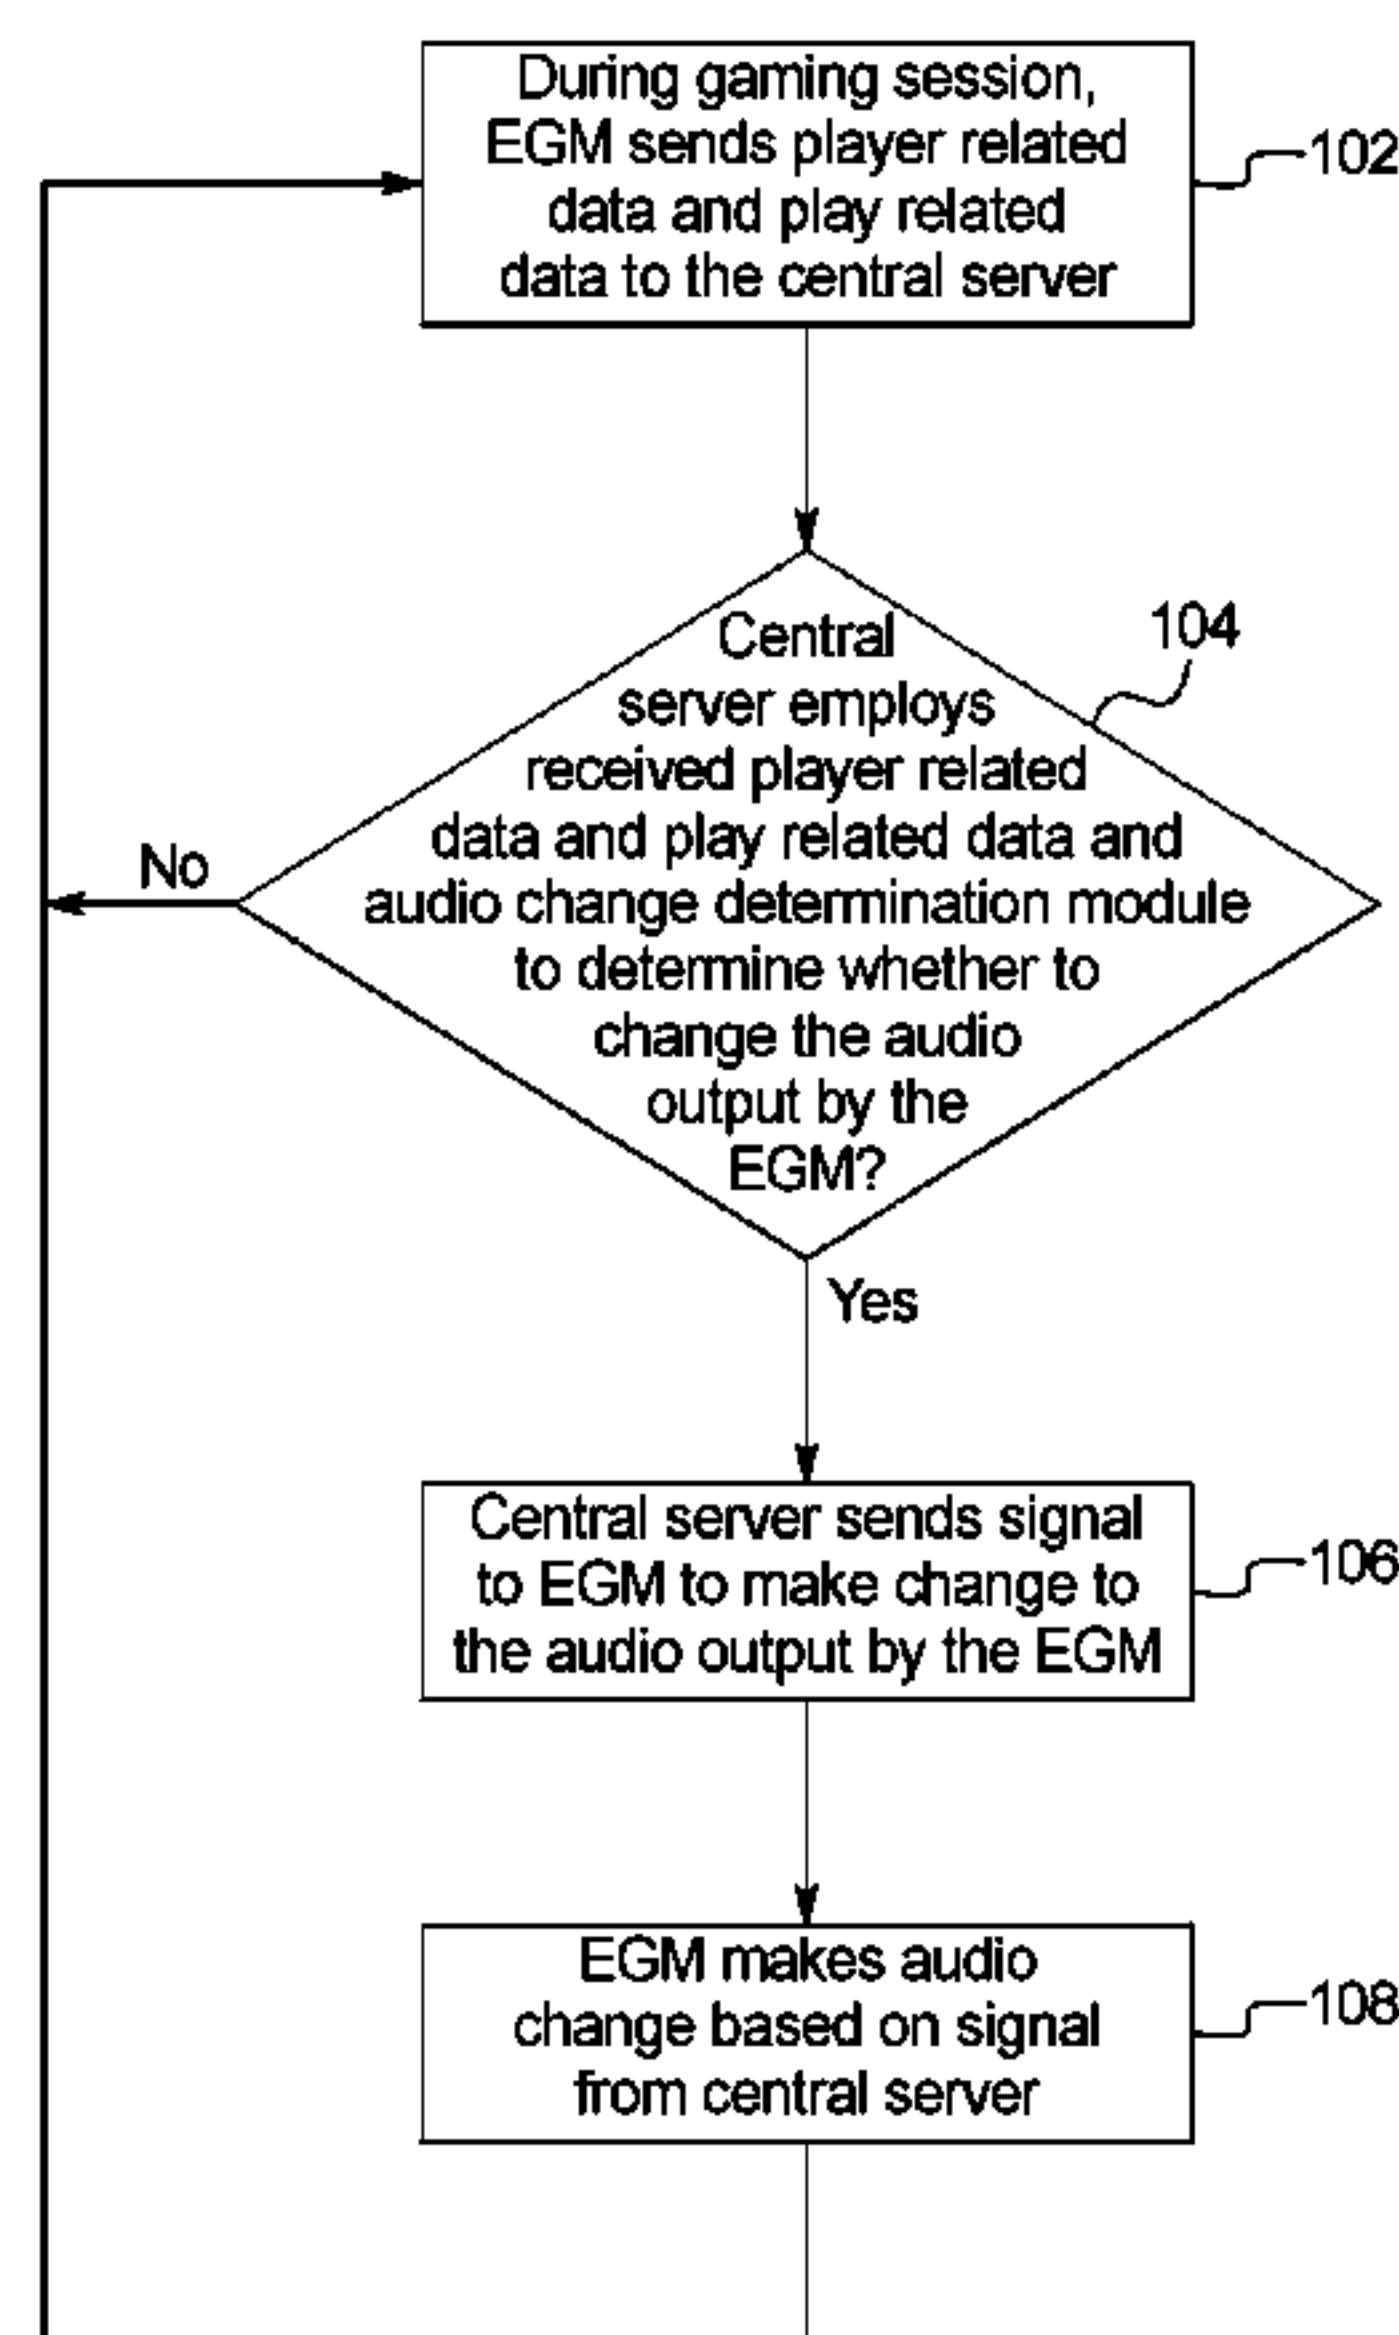 During gaming session,
EGM sends player related
data and play related
data to the central server
102
104
Central
server employs
received player related
data and play related data and
audio change determination module
to determine whether to
change the audio
output by the
EGM?
No
Yes
Central server sends signal
to EGM to make change to
the audio output by the EGM
106
EGM makes audio
change based on signal
from central server
108